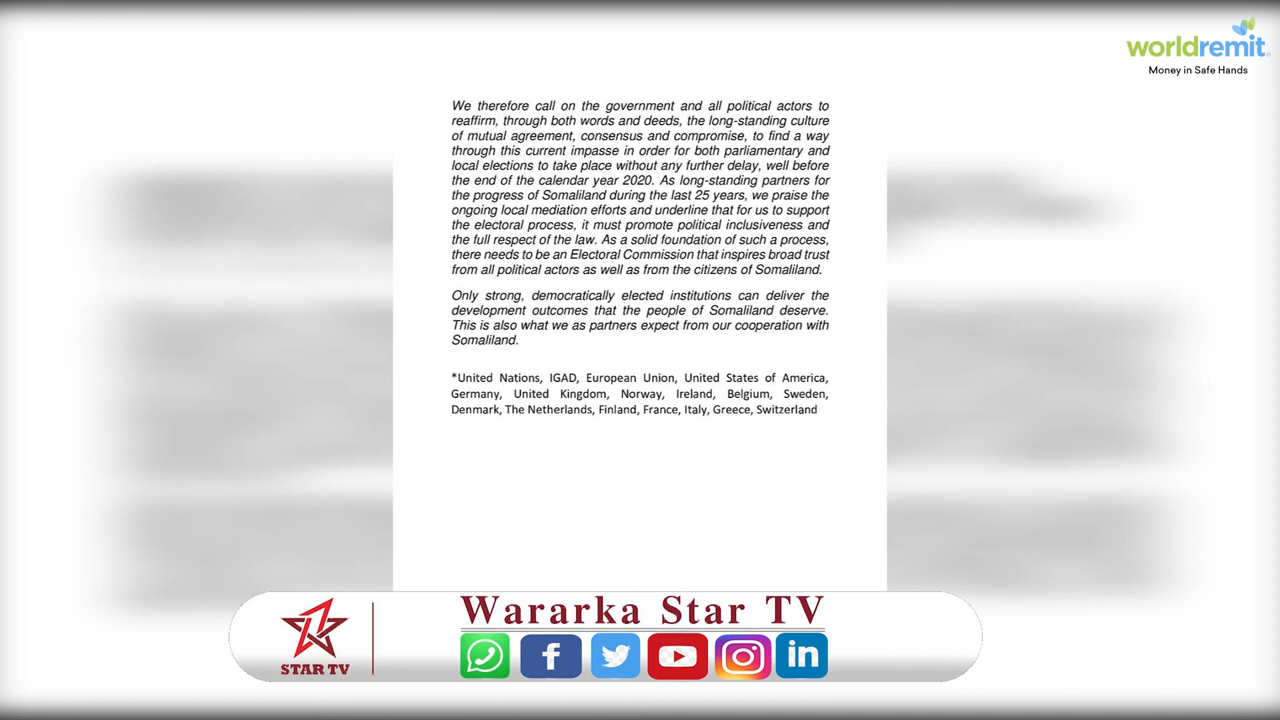 worldremit
Money in Safe Hands
We therefore call on the government and all political actors to
reaffirm, through both words and deeds, the long-standing culture
of mutual agreement, consensus and compromise, to find a way
through this current impasse in order for both parliamentary and
local elections to take place without any further delay, well before
the end of the calendar year 2020. As long-standing partners for
the progress of Somaliland during the last 25 years, we praise the
ongoing local mediation efforts and underline that for us to support
the electoral process, it must promote political inclusiveness and
the full respect of the law. As a solid foundation of such a process,
there needs to be an Electoral Commission that inspires broad trust
from all political actors as well as from the citizens of Somaliland.
Only strong, democratically elected institutions can deliver the
development outcomes that the people of Somaliland deserve.
This is also what we as partners expect from our cooperation with
Somaliland.
*United Nations, IGAD, European Union, United States of America,
Germany, United Kingdom, Norway, Ireland, Belgium, Sweden,
Denmark, The Netherlands, Finland, France, Italy, Greece, Switzerland
Wararka Star TV
STAR TV